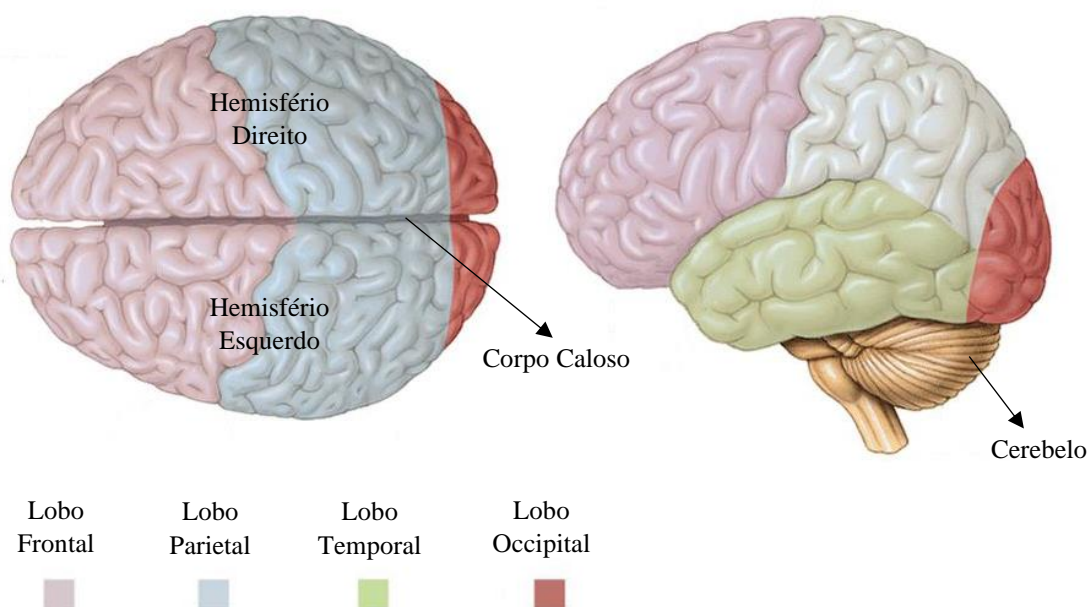 Hemisfério
Direito
Hemisfério
Esquerdo
Corpo Caloso
Cerebelo
Lobo
Frontal
Lobo
Parietal
Lobo
Temporal
Lobo
Occipital